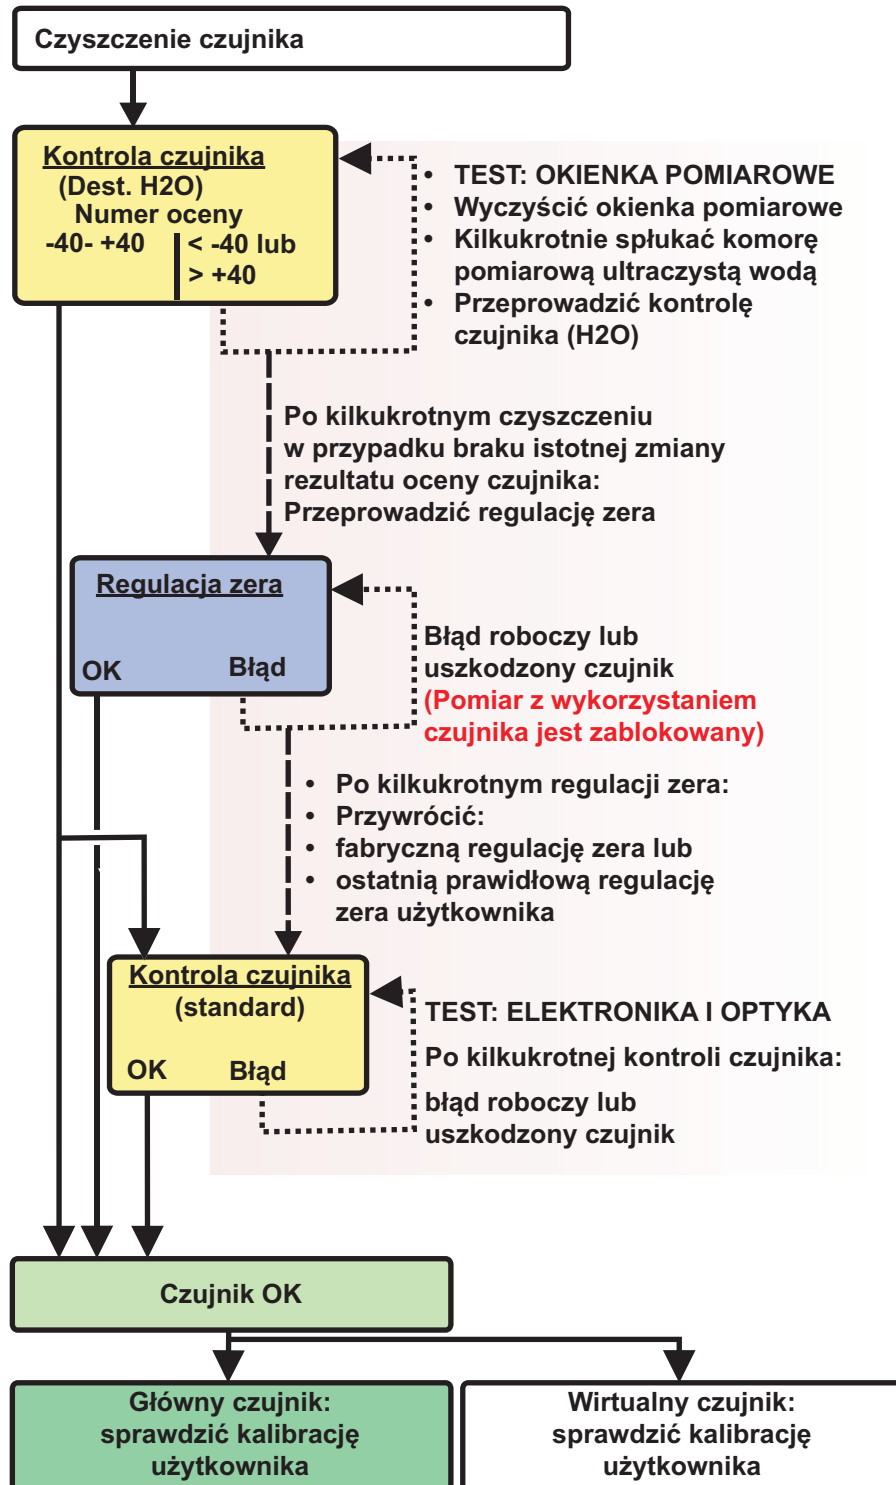 Czyszczenie czujnika
Kontrola czujnika
(Dest. H2O)
Numer oceny
-40- +40
< -40 lub
> +40
• TEST: OKIENKA POMIAROWE
• Wyczyścić okienka pomiarowe
• Kilkukrotnie spłukać komorę
pomiarową ultraczystą wodą
• Przeprowadzić kontrolę
czujnika (H2O)
Po kilkukrotnym czyszczeniu
w przypadku braku istotnej zmiany
rezultatu oceny czujnika:
Przeprowadzić regulację zera
Regulacja zera
OK
Błąd
Błąd roboczy lub
uszkodzony czujnik
(Pomiar z wykorzystaniem
czujnika jest zablokowany)
• Po kilkukrotnym regulacji zera:
• Przywrócić:
• fabryczną regulację zera lub
• ostatnią prawidłową regulację
zera użytkownika
Kontrola czujnika
(standard)
OK
Błąd
TEST: ELEKTRONIKA I OPTYKA
Po kilkukrotnej kontroli czujnika:
błąd roboczy lub
uszkodzony czujnik
Czujnik OK
Główny czujnik:
sprawdzić kalibrację
użytkownika
Wirtualny czujnik:
sprawdzić kalibrację
użytkownika